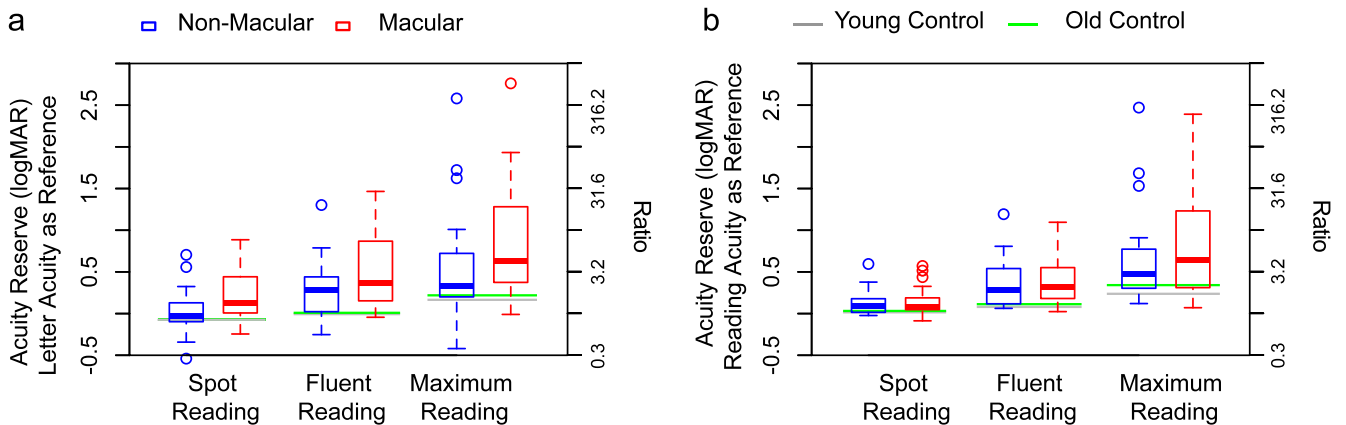 a
Non-Macular
Macular
Acuity Reserve (logMAR)
Letter Acuity as Reference
-0.5
0.5
1.5
2.5
0.3
3.2
31.6
316.2
Ratio
Spot
Reading
Fluent
Reading
Maximum
Reading
b
Young Control
Old Control
Acuity Reserve (logMAR)
Reading Acuity as Reference
-0.5
0.5
1.5
2.5
0.3
3.2
31.6
316.2
Ratio
Spot
Reading
Fluent
Reading
Maximum
Reading